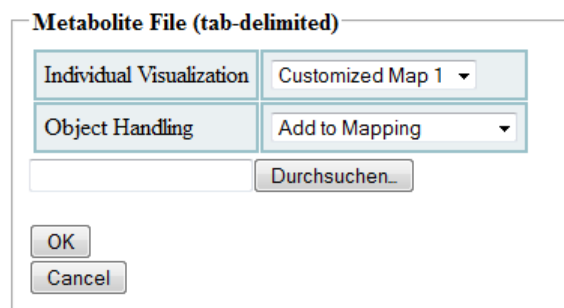 Metabolite File (tab-delimited)
Individual Visualization Customized Map 1
Object Handling Add to Mapping
Durchsuchen...
OK
Cancel